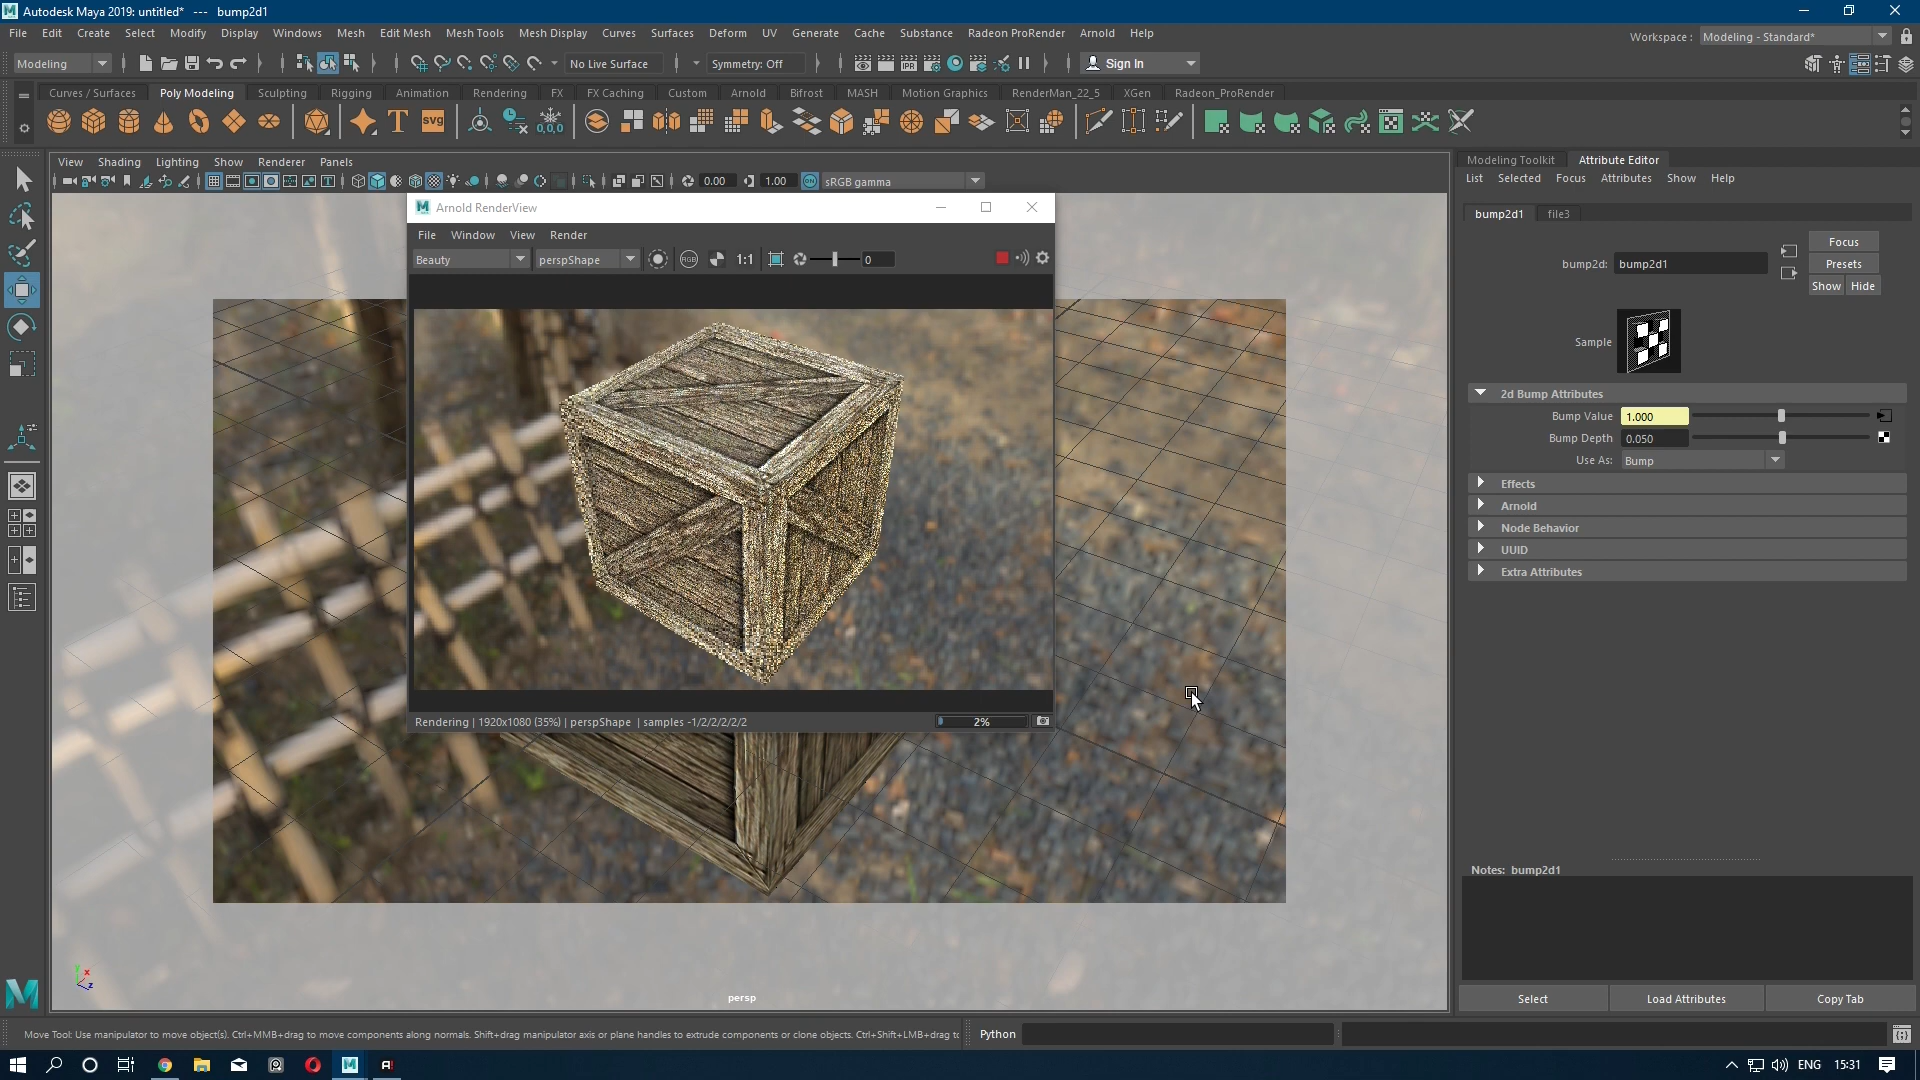 Autodesk Maya 2019: untitled*   ---   bump2d1
File Edit Create Select Modify Display Windows Mesh Edit Mesh Mesh Tools Mesh Display Curves Surfaces Deform UV Generate Cache Substance Radeon ProRender Arnold Help
Workspace : Modeling - Standard*
Modeling No Live Surface Symmetry: Off IPR Sign In
Curves / Surfaces Poly Modeling Sculpting Rigging Animation Rendering FX FX Caching Custom Arnold Bifrost MASH Motion Graphics RenderMan_22_5 XGen Radeon_ProRender
T svg 0,0,0
Modeling Toolkit Attribute Editor
View Shading Lighting Show Renderer Panels
List Selected Focus Attributes Show Help
0.00 1.00 sRGB gamma
Arnold RenderView
File Window View Render
Beauty perspShape RGB 1:1 0
Rendering | 1920x1080 (35%) | perspShape | samples -1/2/2/2/2/2
2%
bump2d1 file3
Focus
bump2d: bump2d1
Presets
Show Hide
Sample
2d Bump Attributes
Bump Value 1.000
Bump Depth 0.050
Use As: Bump
Effects
Arnold
Node Behavior
UUID
Extra Attributes
Notes: bump2d1
Select Load Attributes Copy Tab
y x z
persp
Move Tool: Use manipulator to move object(s). Ctrl+MMB+drag to move components along normals. Shift+drag manipulator axis or plane handles to extrude components or clone objects. Ctrl+Shift+LMB+drag to
Python
ENG 15:31